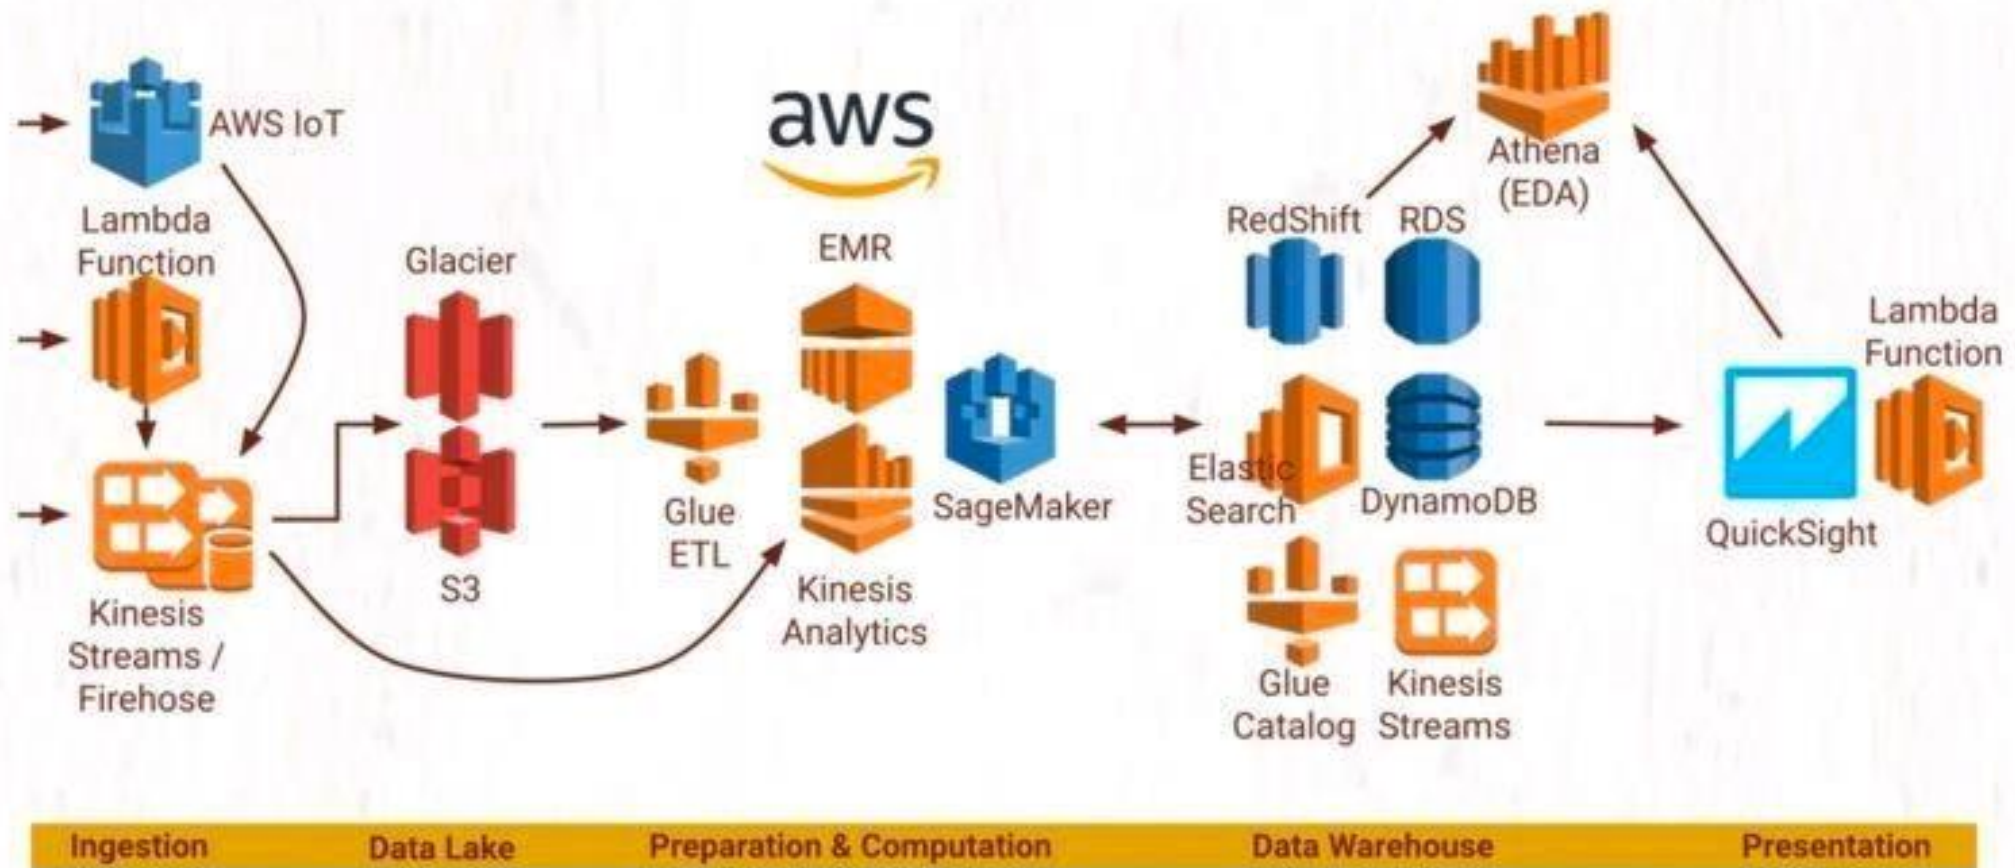 AWS IoT
Lambda
Function
Kinesis
Streams /
Firehose
Glacier
S3
aws
EMR
Glue
ETL
Kinesis
Analytics
SageMaker
Athena
(EDA)
RedShift
RDS
Elastic
Search
DynamoDB
Glue
Catalog
Kinesis
Streams
Lambda
Function
QuickSight
Ingestion
Data Lake
Preparation & Computation
Data Warehouse
Presentation